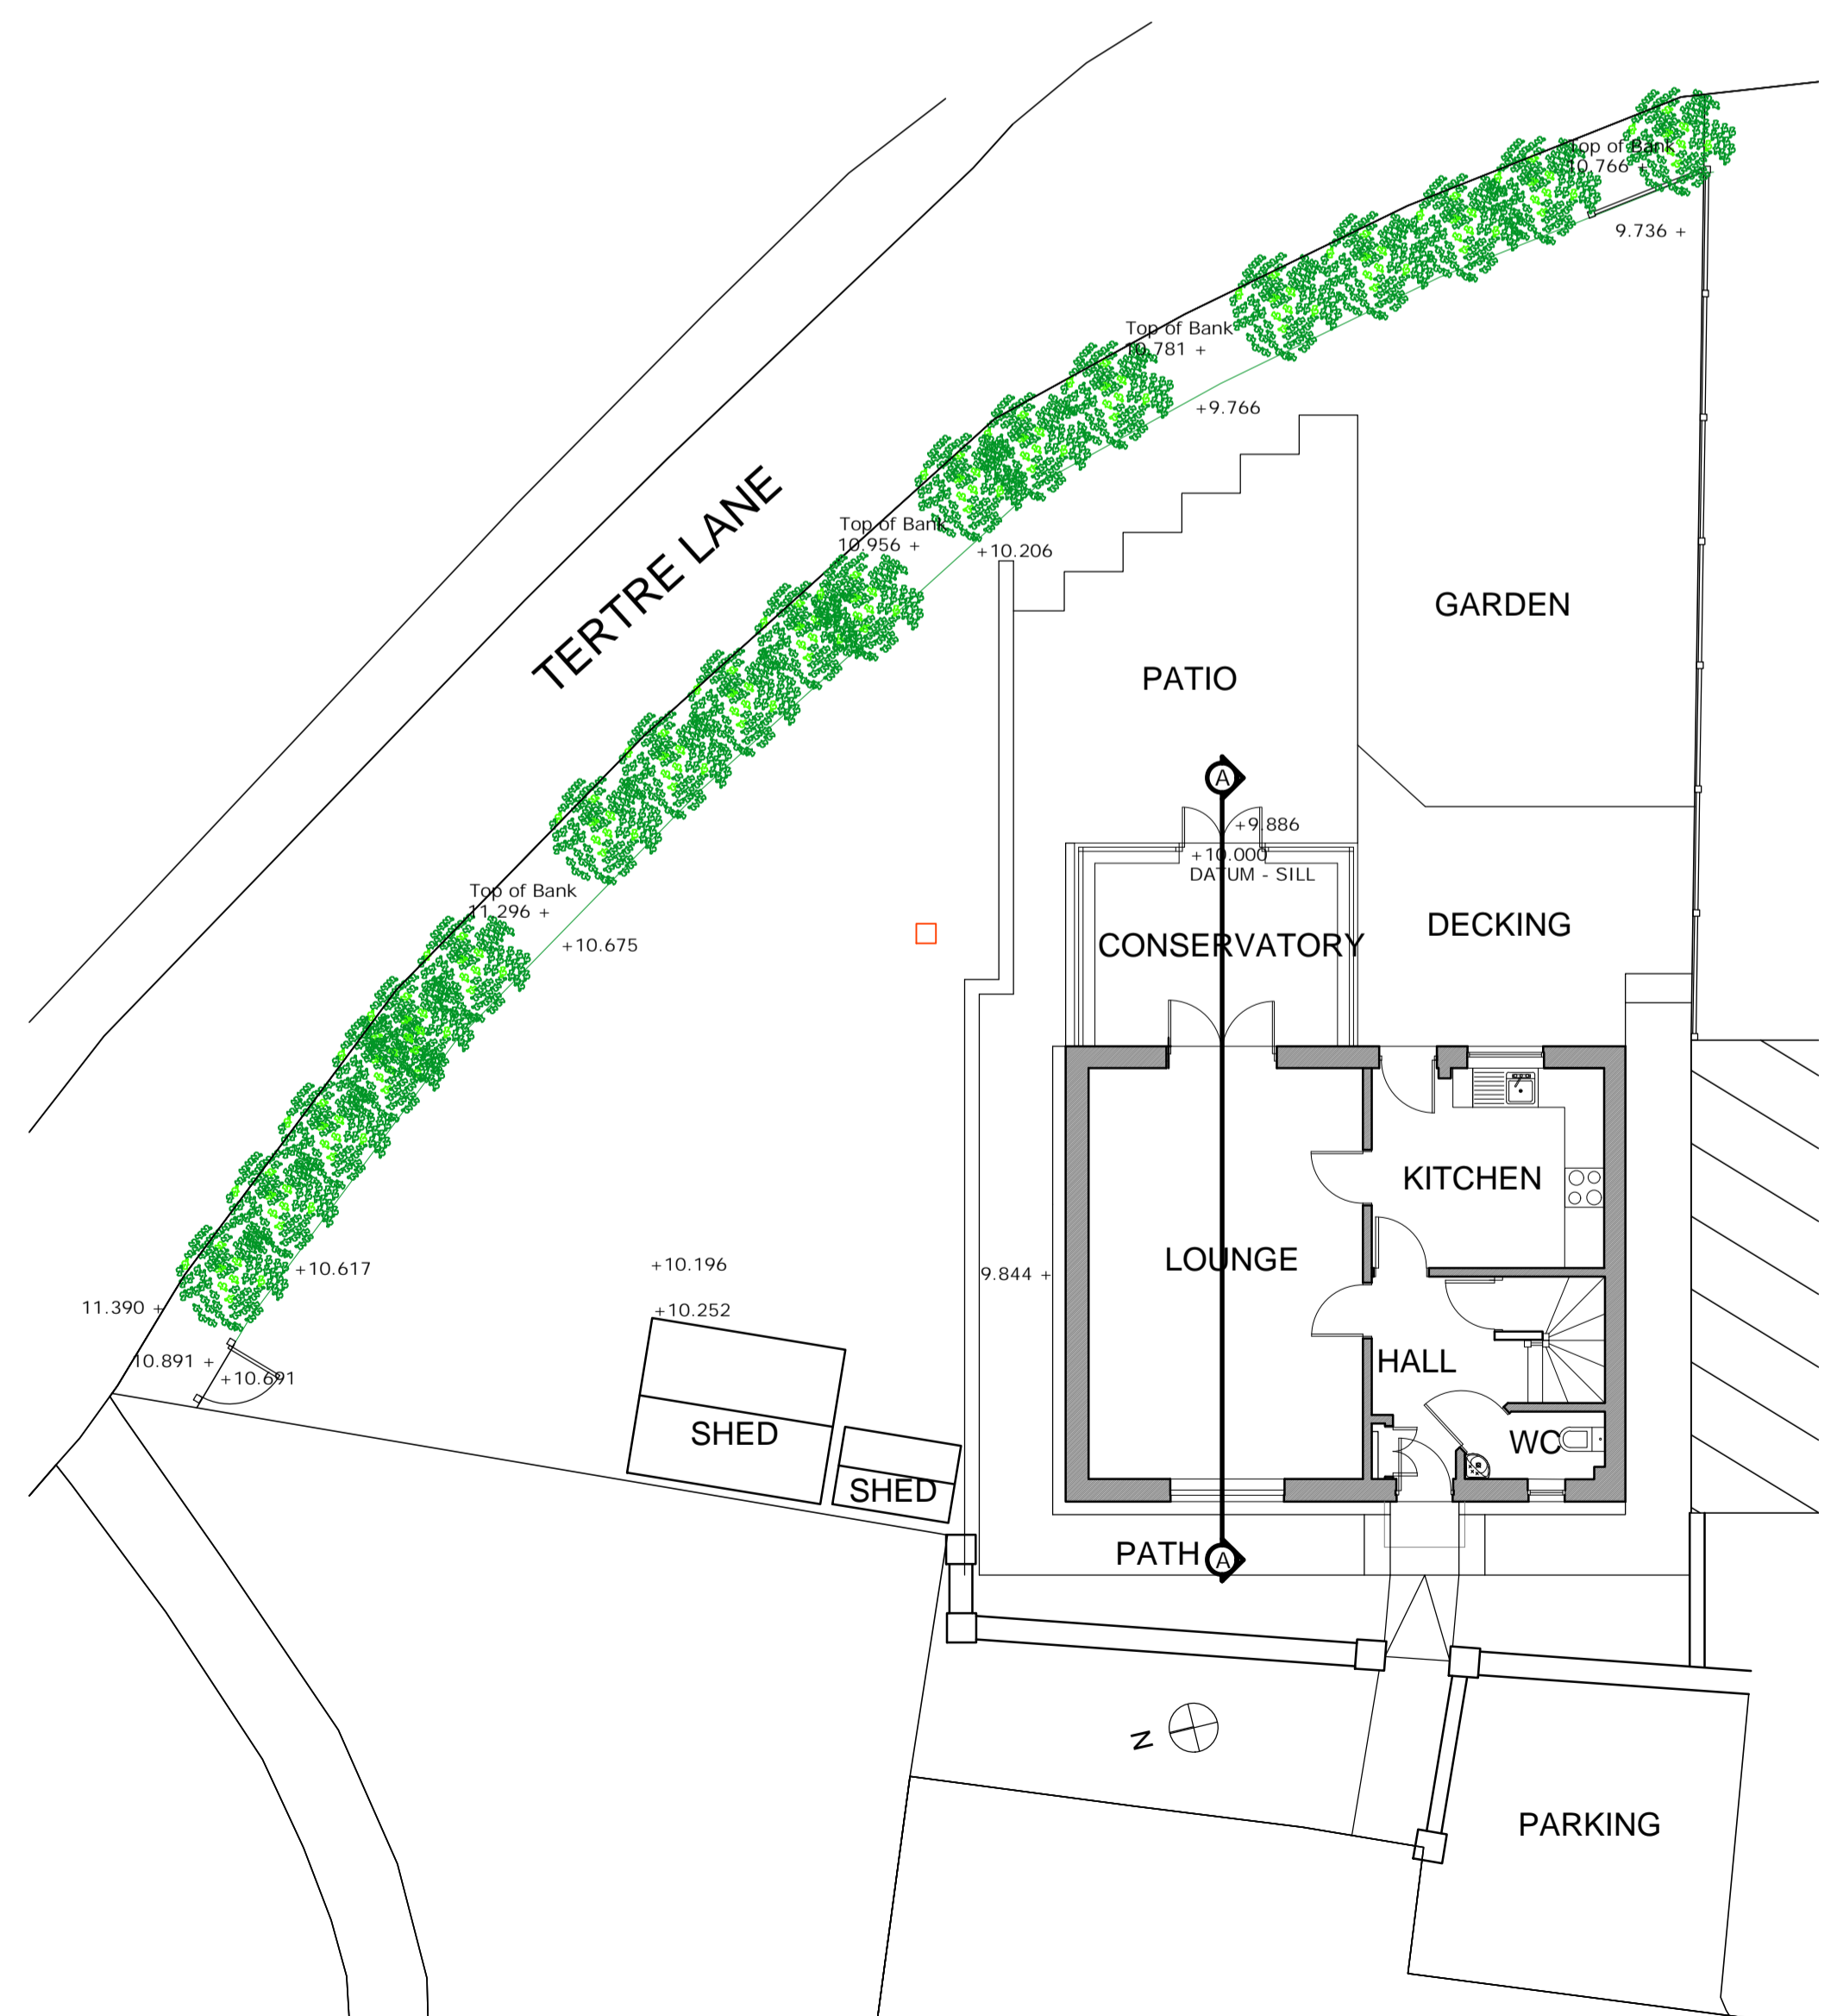 Top of Bank
10.766 +
9.736 +
Top of Bank
10.781 +
+9.766
TERTRE LANE
Top of Bank
10.956 +
+10.206
GARDEN
PATIO
A
+9.886
+10.000
DATUM - SILL
Top of Bank
11.296 +
+10.675
CONSERVATORY
DECKING
KITCHEN
LOUNGE
+10.617
+10.196
9.844 +
11.390 +
+10.252
10.891 +
+10.691
HALL
SHED
WC
SHED
PATH
A
N
PARKING